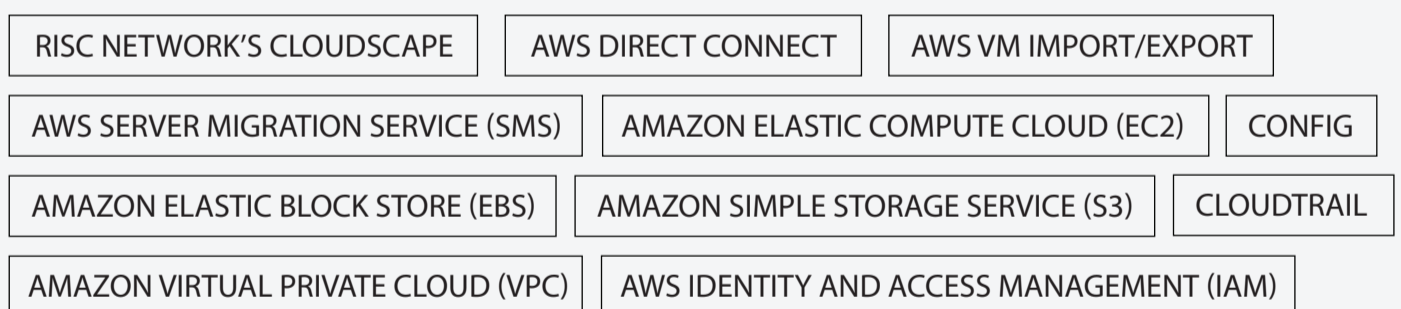 RISC NETWORK’S CLOUDSCAPE
AWS DIRECT CONNECT
AWS VM IMPORT/EXPORT
AWS SERVER MIGRATION SERVICE (SMS)
AMAZON ELASTIC COMPUTE CLOUD (EC2)
CONFIG
AMAZON ELASTIC BLOCK STORE (EBS)
AMAZON SIMPLE STORAGE SERVICE (S3)
CLOUDTRAIL
AMAZON VIRTUAL PRIVATE CLOUD (VPC)
AWS IDENTITY AND ACCESS MANAGEMENT (IAM)